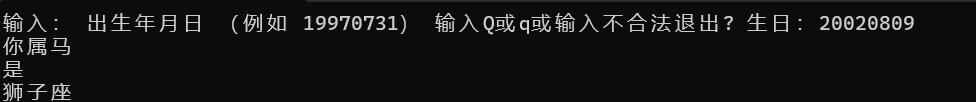 输入： 出生年月日 （例如 19970731） 输入Q或q或输入不合法退出？生日：20020809
你属马
是
狮子座